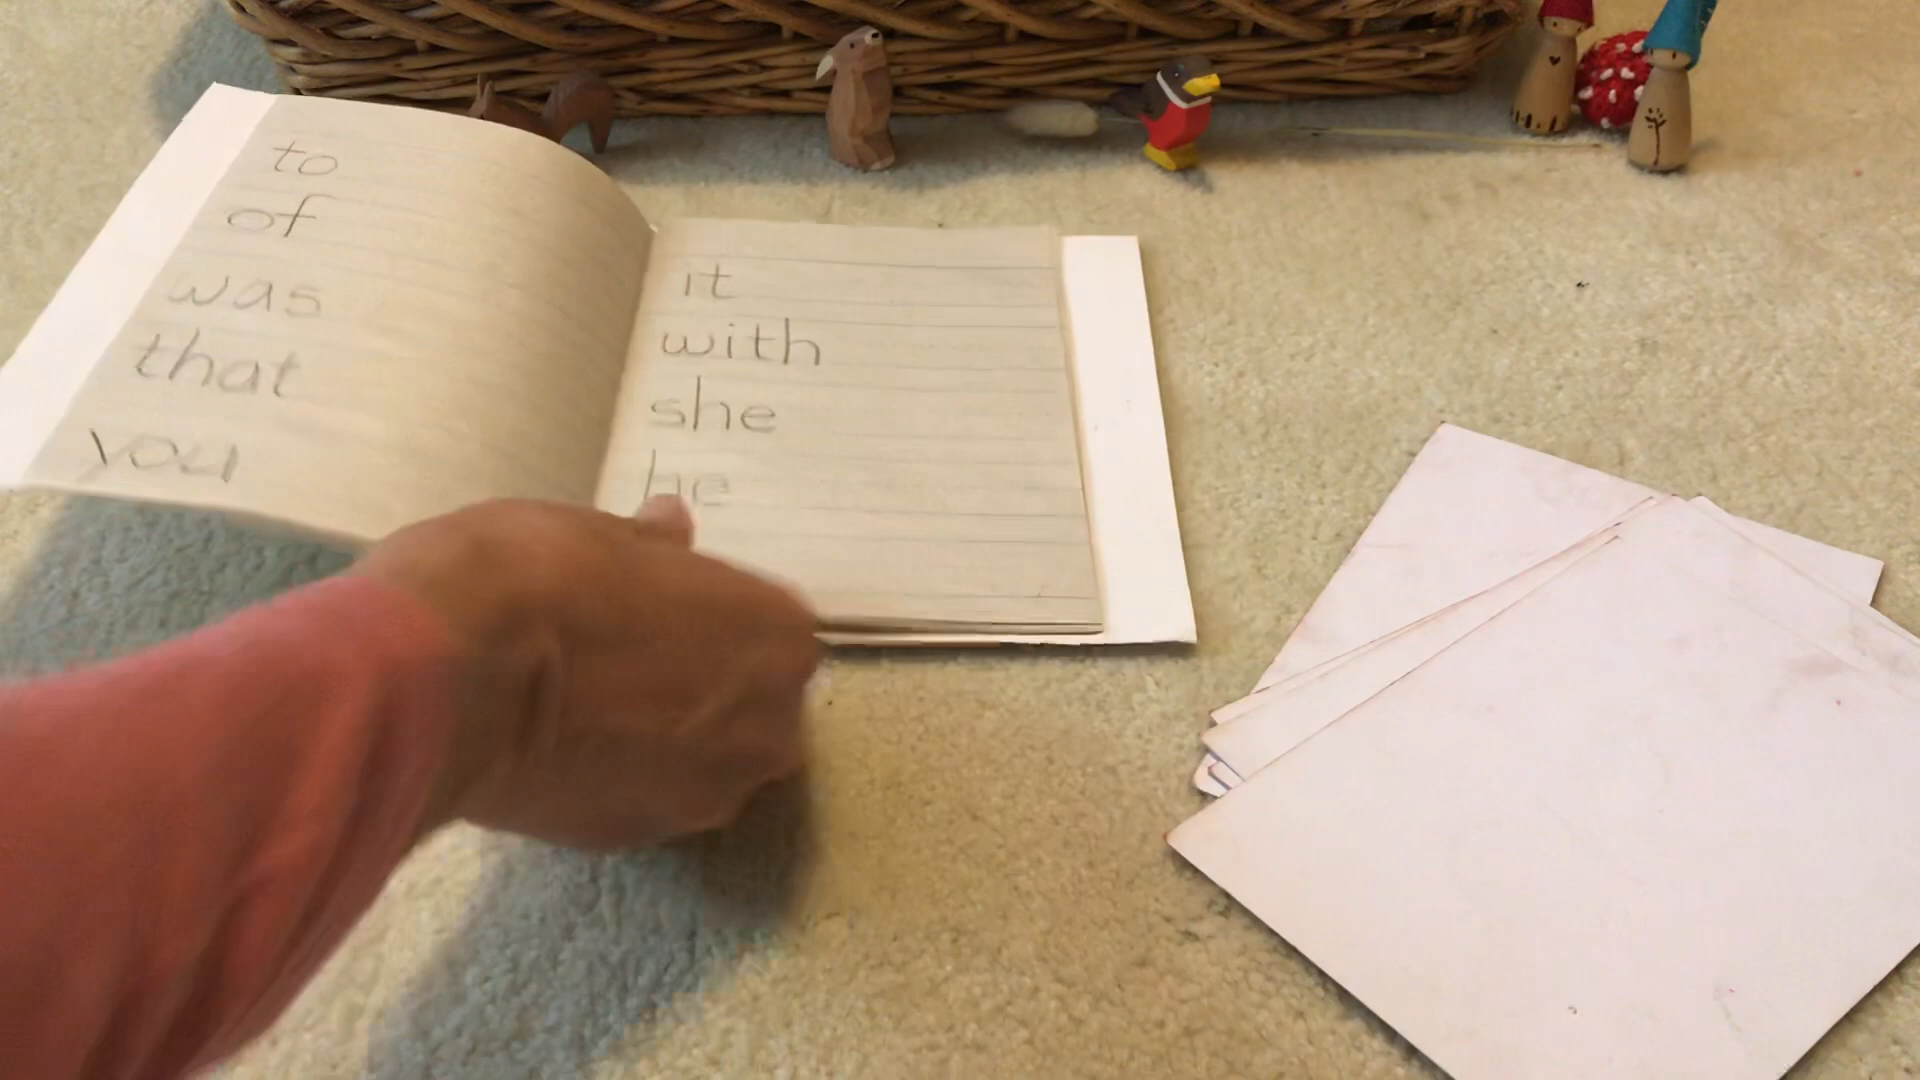 to
of
was
that
you
it
with
she
he